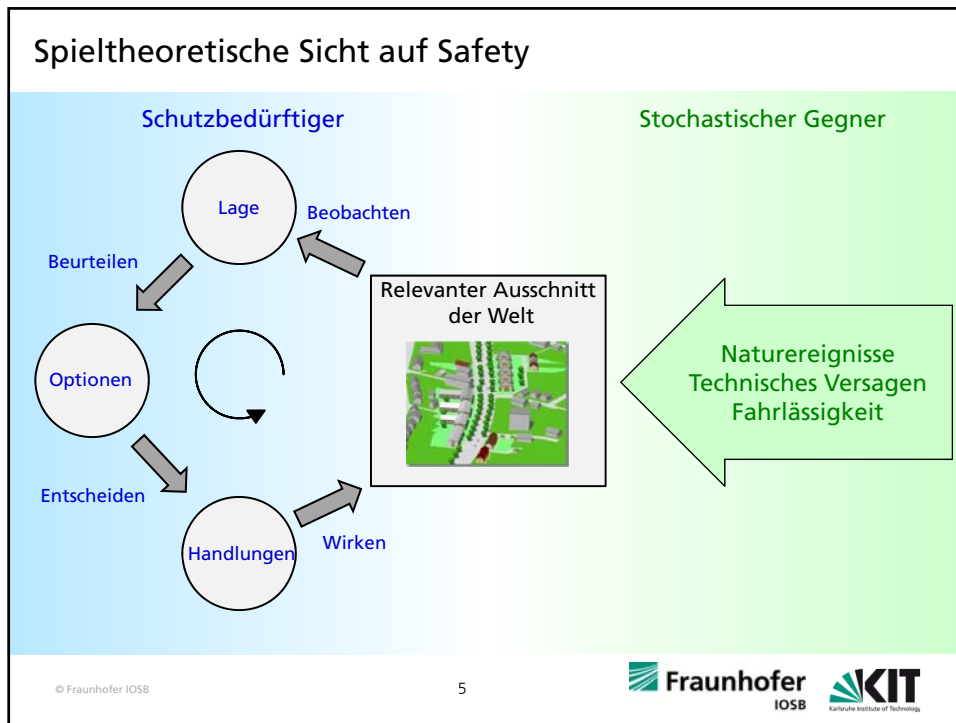 Spieltheoretische Sicht auf Safety
Schutzbedürftiger
Stochastischer Gegner
Lage
Beobachten
Beurteilen
Relevanter Ausschnitt
der Welt
Optionen
Naturereignisse
Technisches Versagen
Fahrlässigkeit
Entscheiden
Handlungen
Wirken
© Fraunhofer IOSB
5
Fraunhofer
IOSB
KIT
Karlsruhe Institute of Technology